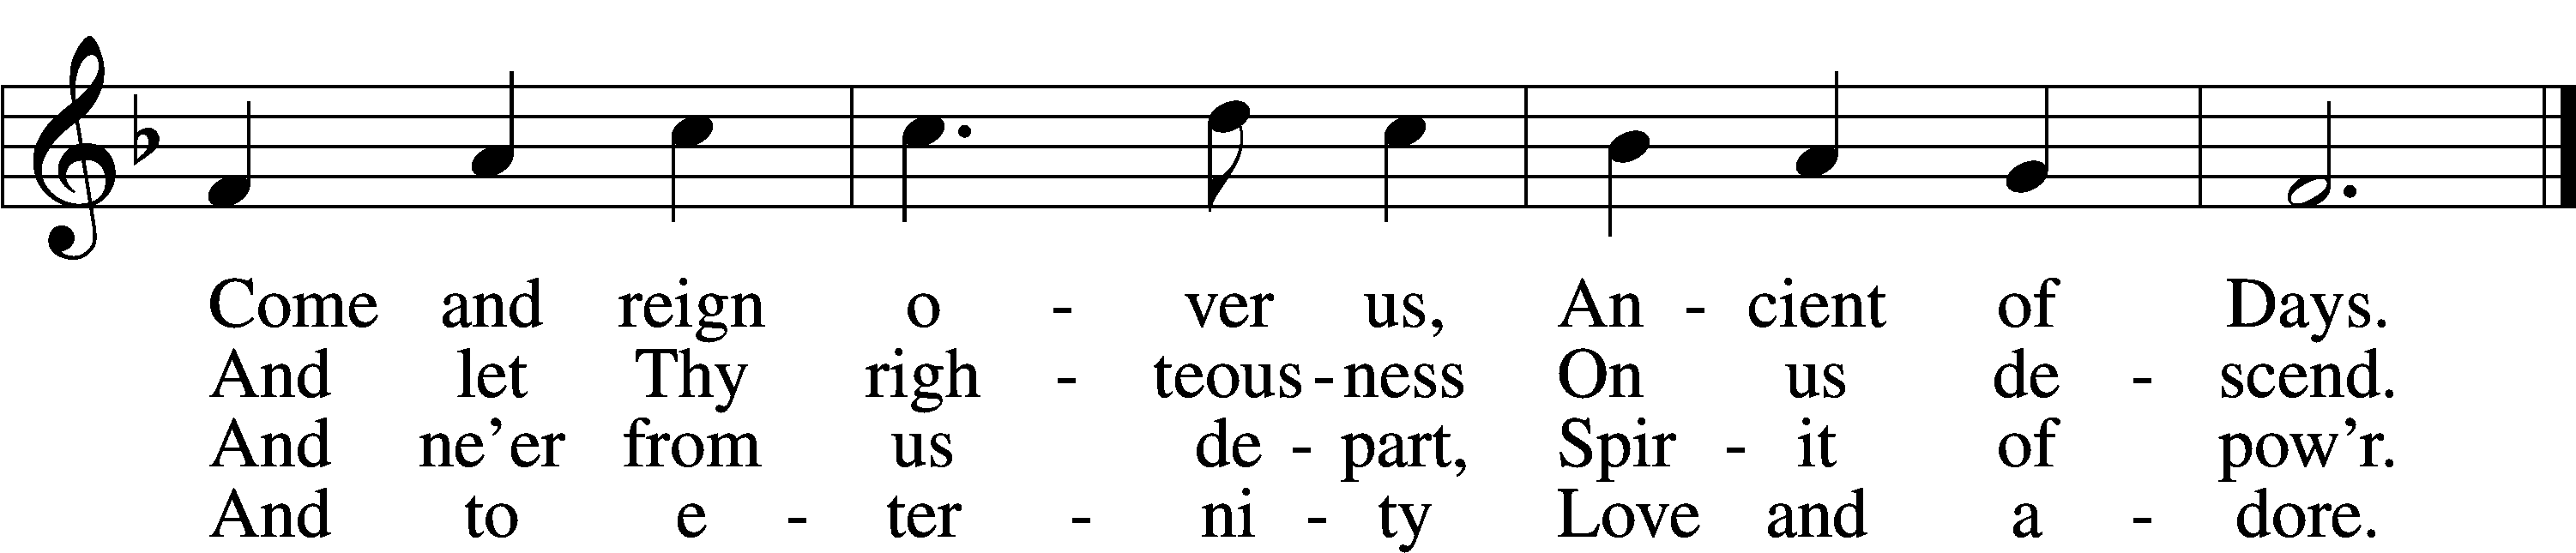 Come and reign o - ver us, An - cient of Days.
And let Thy righ - teous - ness On us de - scend.
And ne’er from us de - part, Spir - it of pow’r.
And to e - ter - ni - ty Love and a - dore.